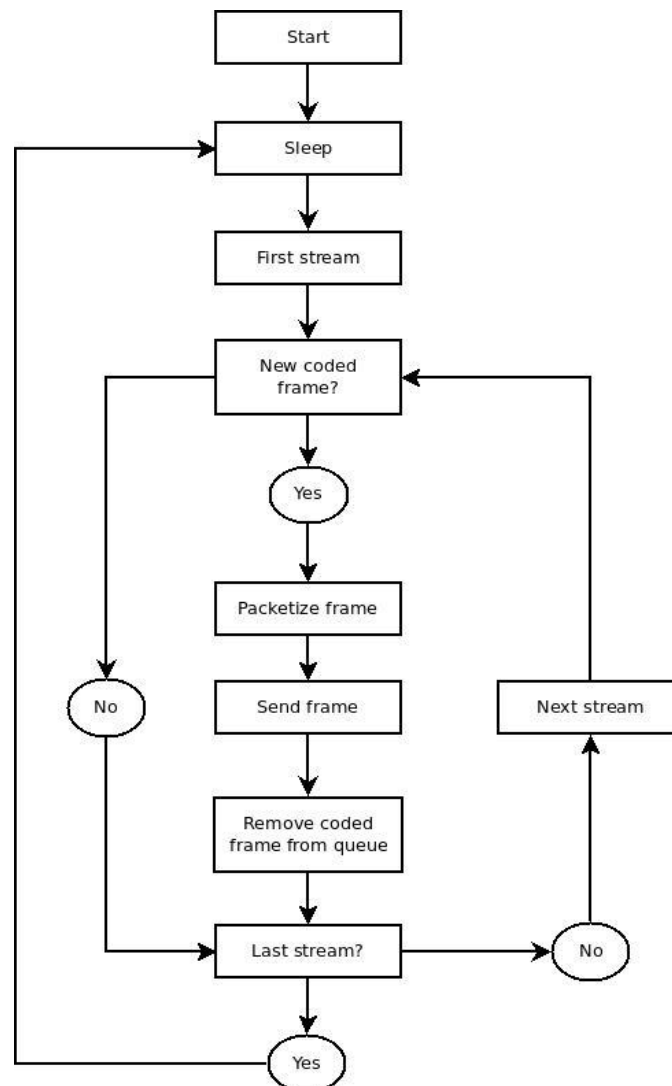 Start
Sleep
First stream
New coded
frame?
Yes
Packetize frame
No
Send frame
Next stream
Remove coded
frame from queue
Last stream?
No
Yes